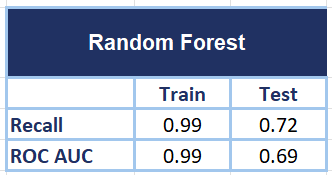 Random Forest
Train Test
Recall 0.99 0.72
ROC AUC 0.99 0.69